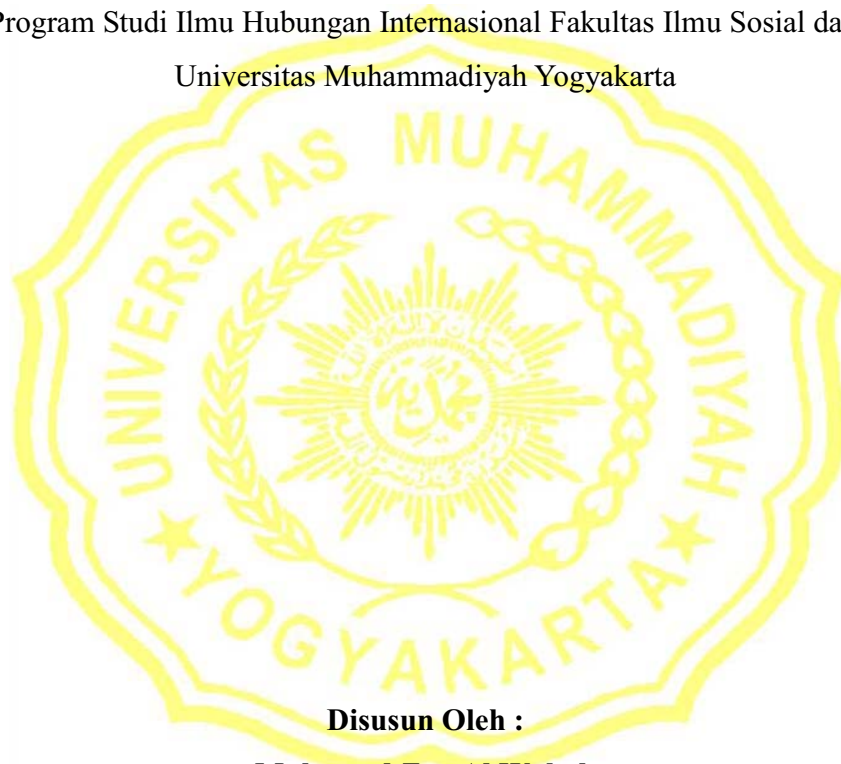 Program Studi Ilmu Hubungan Internasional Fakultas Ilmu Sosial da
Universitas Muhammadiyah Yogyakarta
UNIVERSITAS MUHAMMADIYAH
YOGYAKARTA
Disusun Oleh :